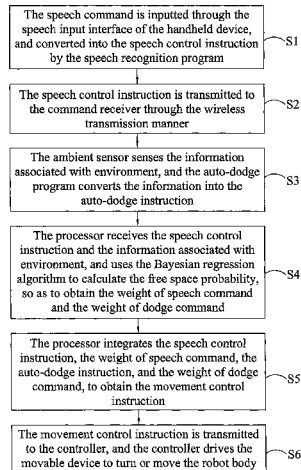 The speech command is inputted through the
speech input interface of the handheld device,
and converted into the speech control instruction
by the speech recognition program
S1
The speech control instruction is transmitted to
the command receiver through the wireless
transmission manner
S2
The ambient sensor senses the information
associated with environment, and the auto-dodge
program converts the information into the
auto-dodge instruction
S3
The processor receives the speech control
instruction and the information associated with
environment, and uses the Bayesian regression
algorithm to calculate the free space probability,
so as to obtain the weight of speech command
and the weight of dodge command
S4
The processor integrates the speech control
instruction, the weight of speech command, the
auto-dodge instruction, and the weight of dodge
command, to obtain the movement control
instruction
S5
The movement control instruction is transmitted
to the controller, and the controller drives the
movable device to turn or move the robot body
S6